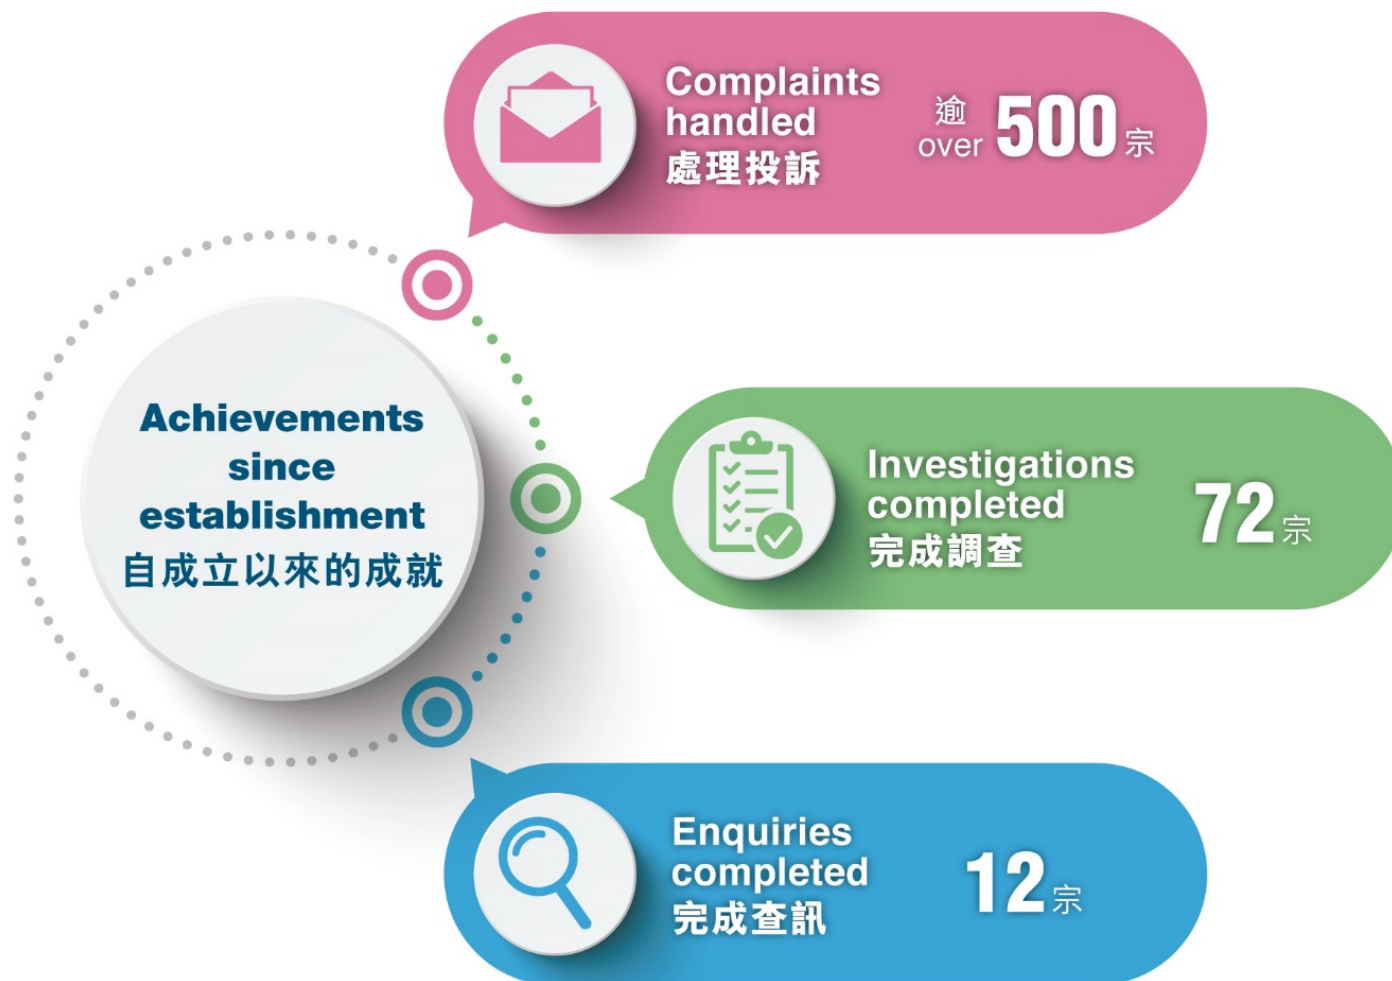 Complaints
handled
處理投訴
逾
over 500 宗
Achievements
since
establishment
自成立以來的成就
Investigations
completed
完成調查
72 宗
Enquiries
completed
完成查訊
12 宗